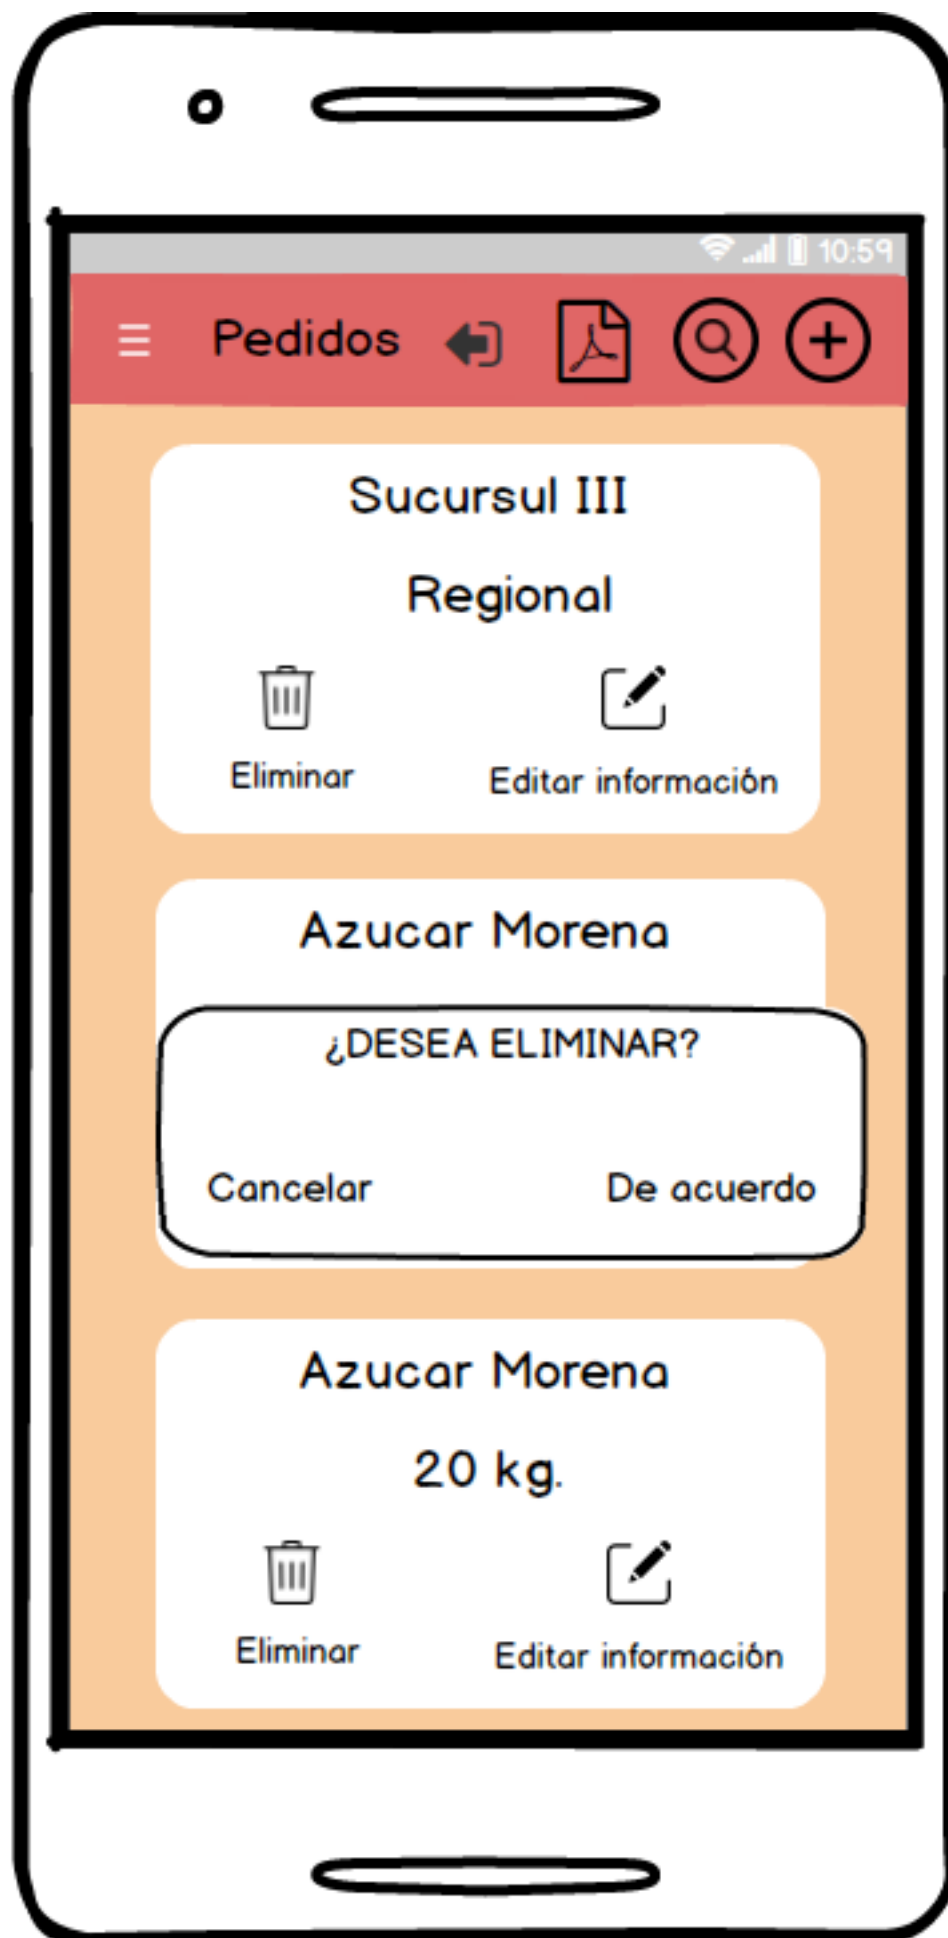 10:59
Pedidos
Sucursul III
Regional
Eliminar
Editar información
Azucar Morena
¿DESEA ELIMINAR?
Cancelar
De acuerdo
Azucar Morena
20 kg.
Eliminar
Editar información